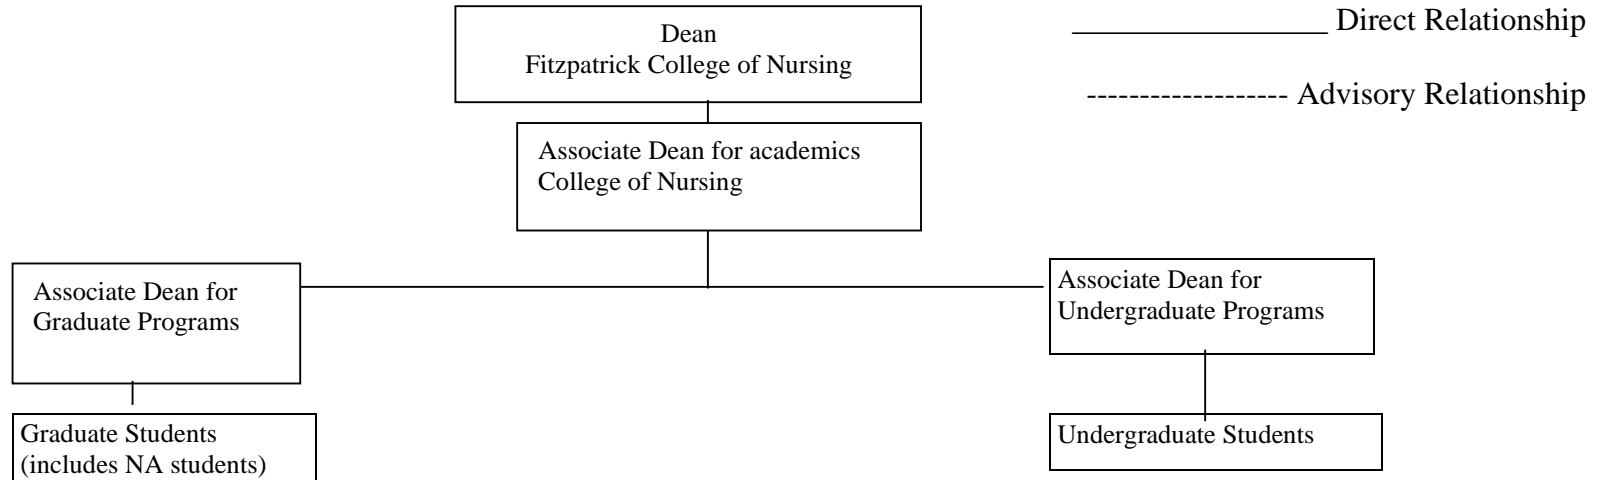 Dean
Fitzpatrick College of Nursing
________________ Direct Relationship
------------------- Advisory Relationship
Associate Dean for academics
College of Nursing
Associate Dean for
Graduate Programs
Associate Dean for
Undergraduate Programs
Graduate Students
(includes NA students)
Undergraduate Students